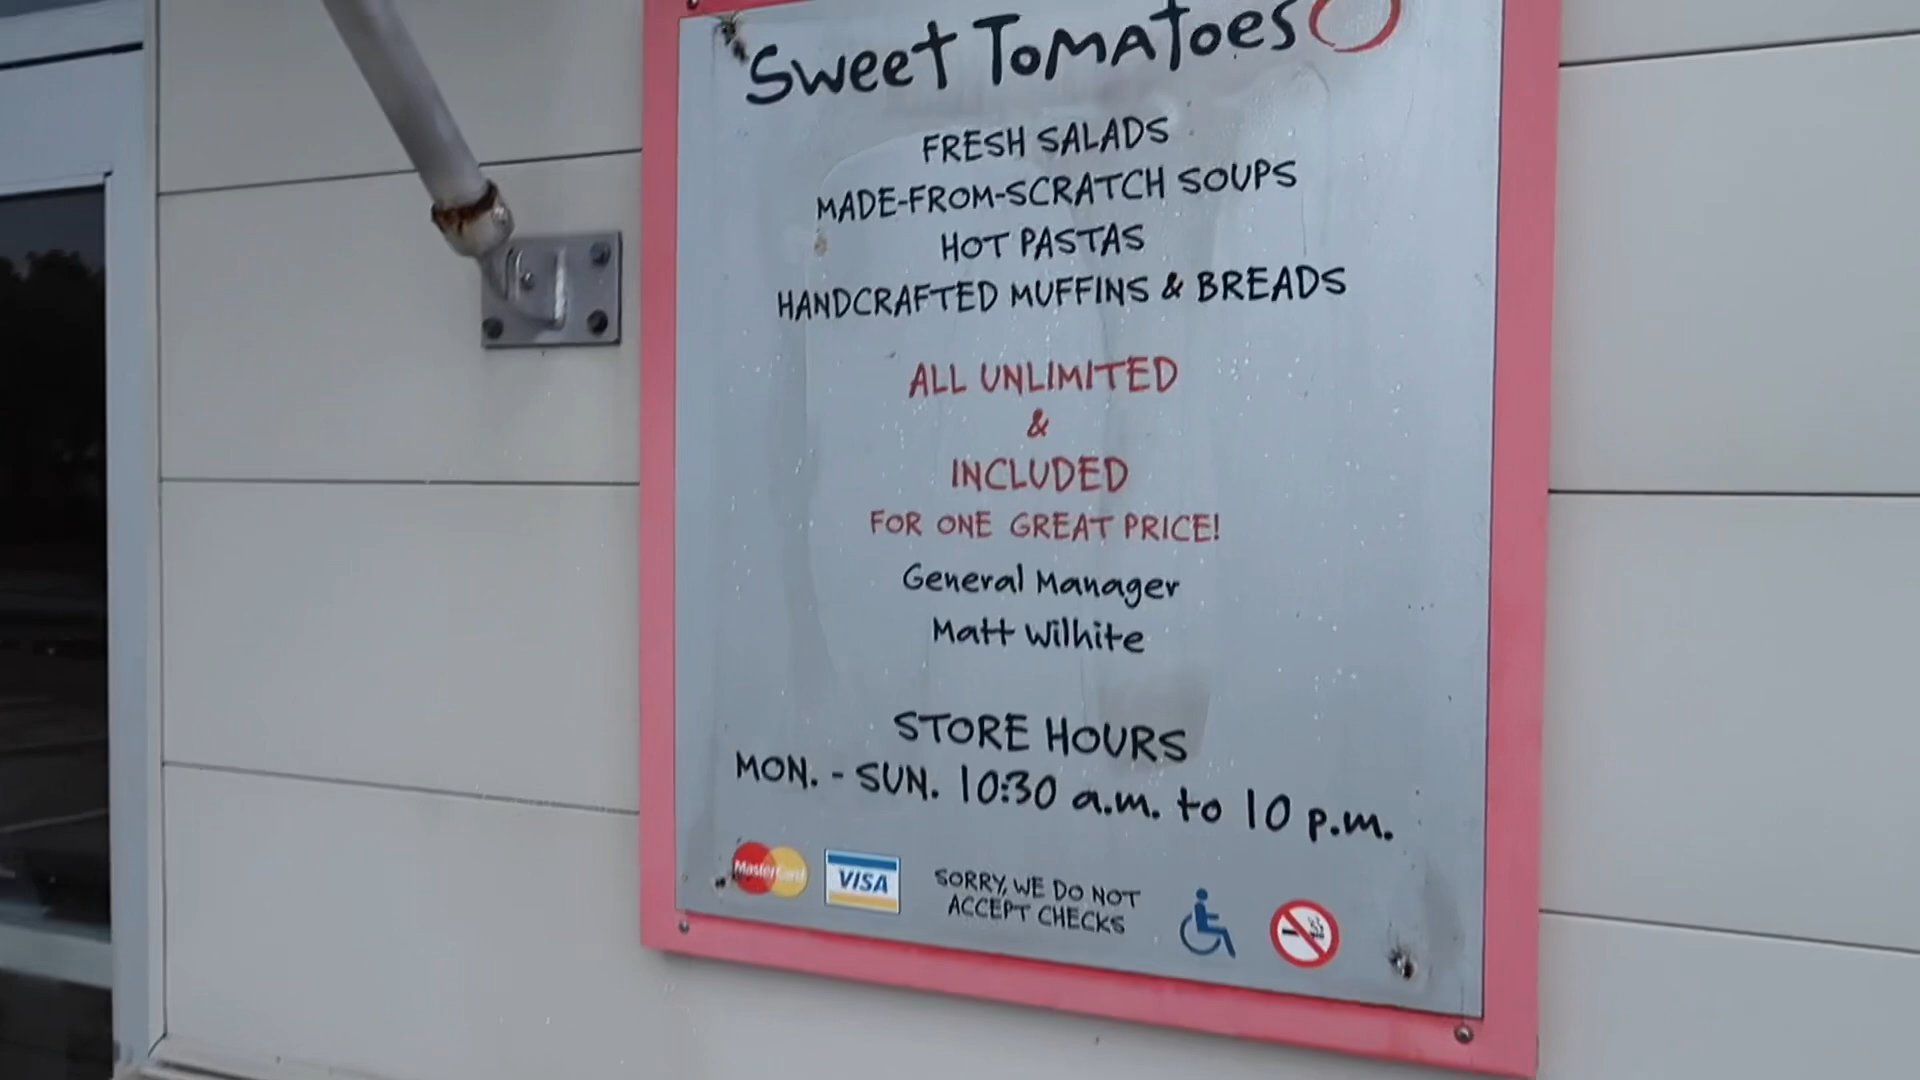 Sweet Tomatoes
FRESH SALADS
MADE-FROM-SCRATCH SOUPS
HOT PASTAS
HANDCRAFTED MUFFINS & BREADS
ALL UNLIMITED
&
INCLUDED
FOR ONE GREAT PRICE!
General Manager
Matt Wilhite
STORE HOURS
MON. - SUN. 10:30 a.m. to 10 p.m.
MasterCard
VISA
SORRY, WE DO NOT
ACCEPT CHECKS